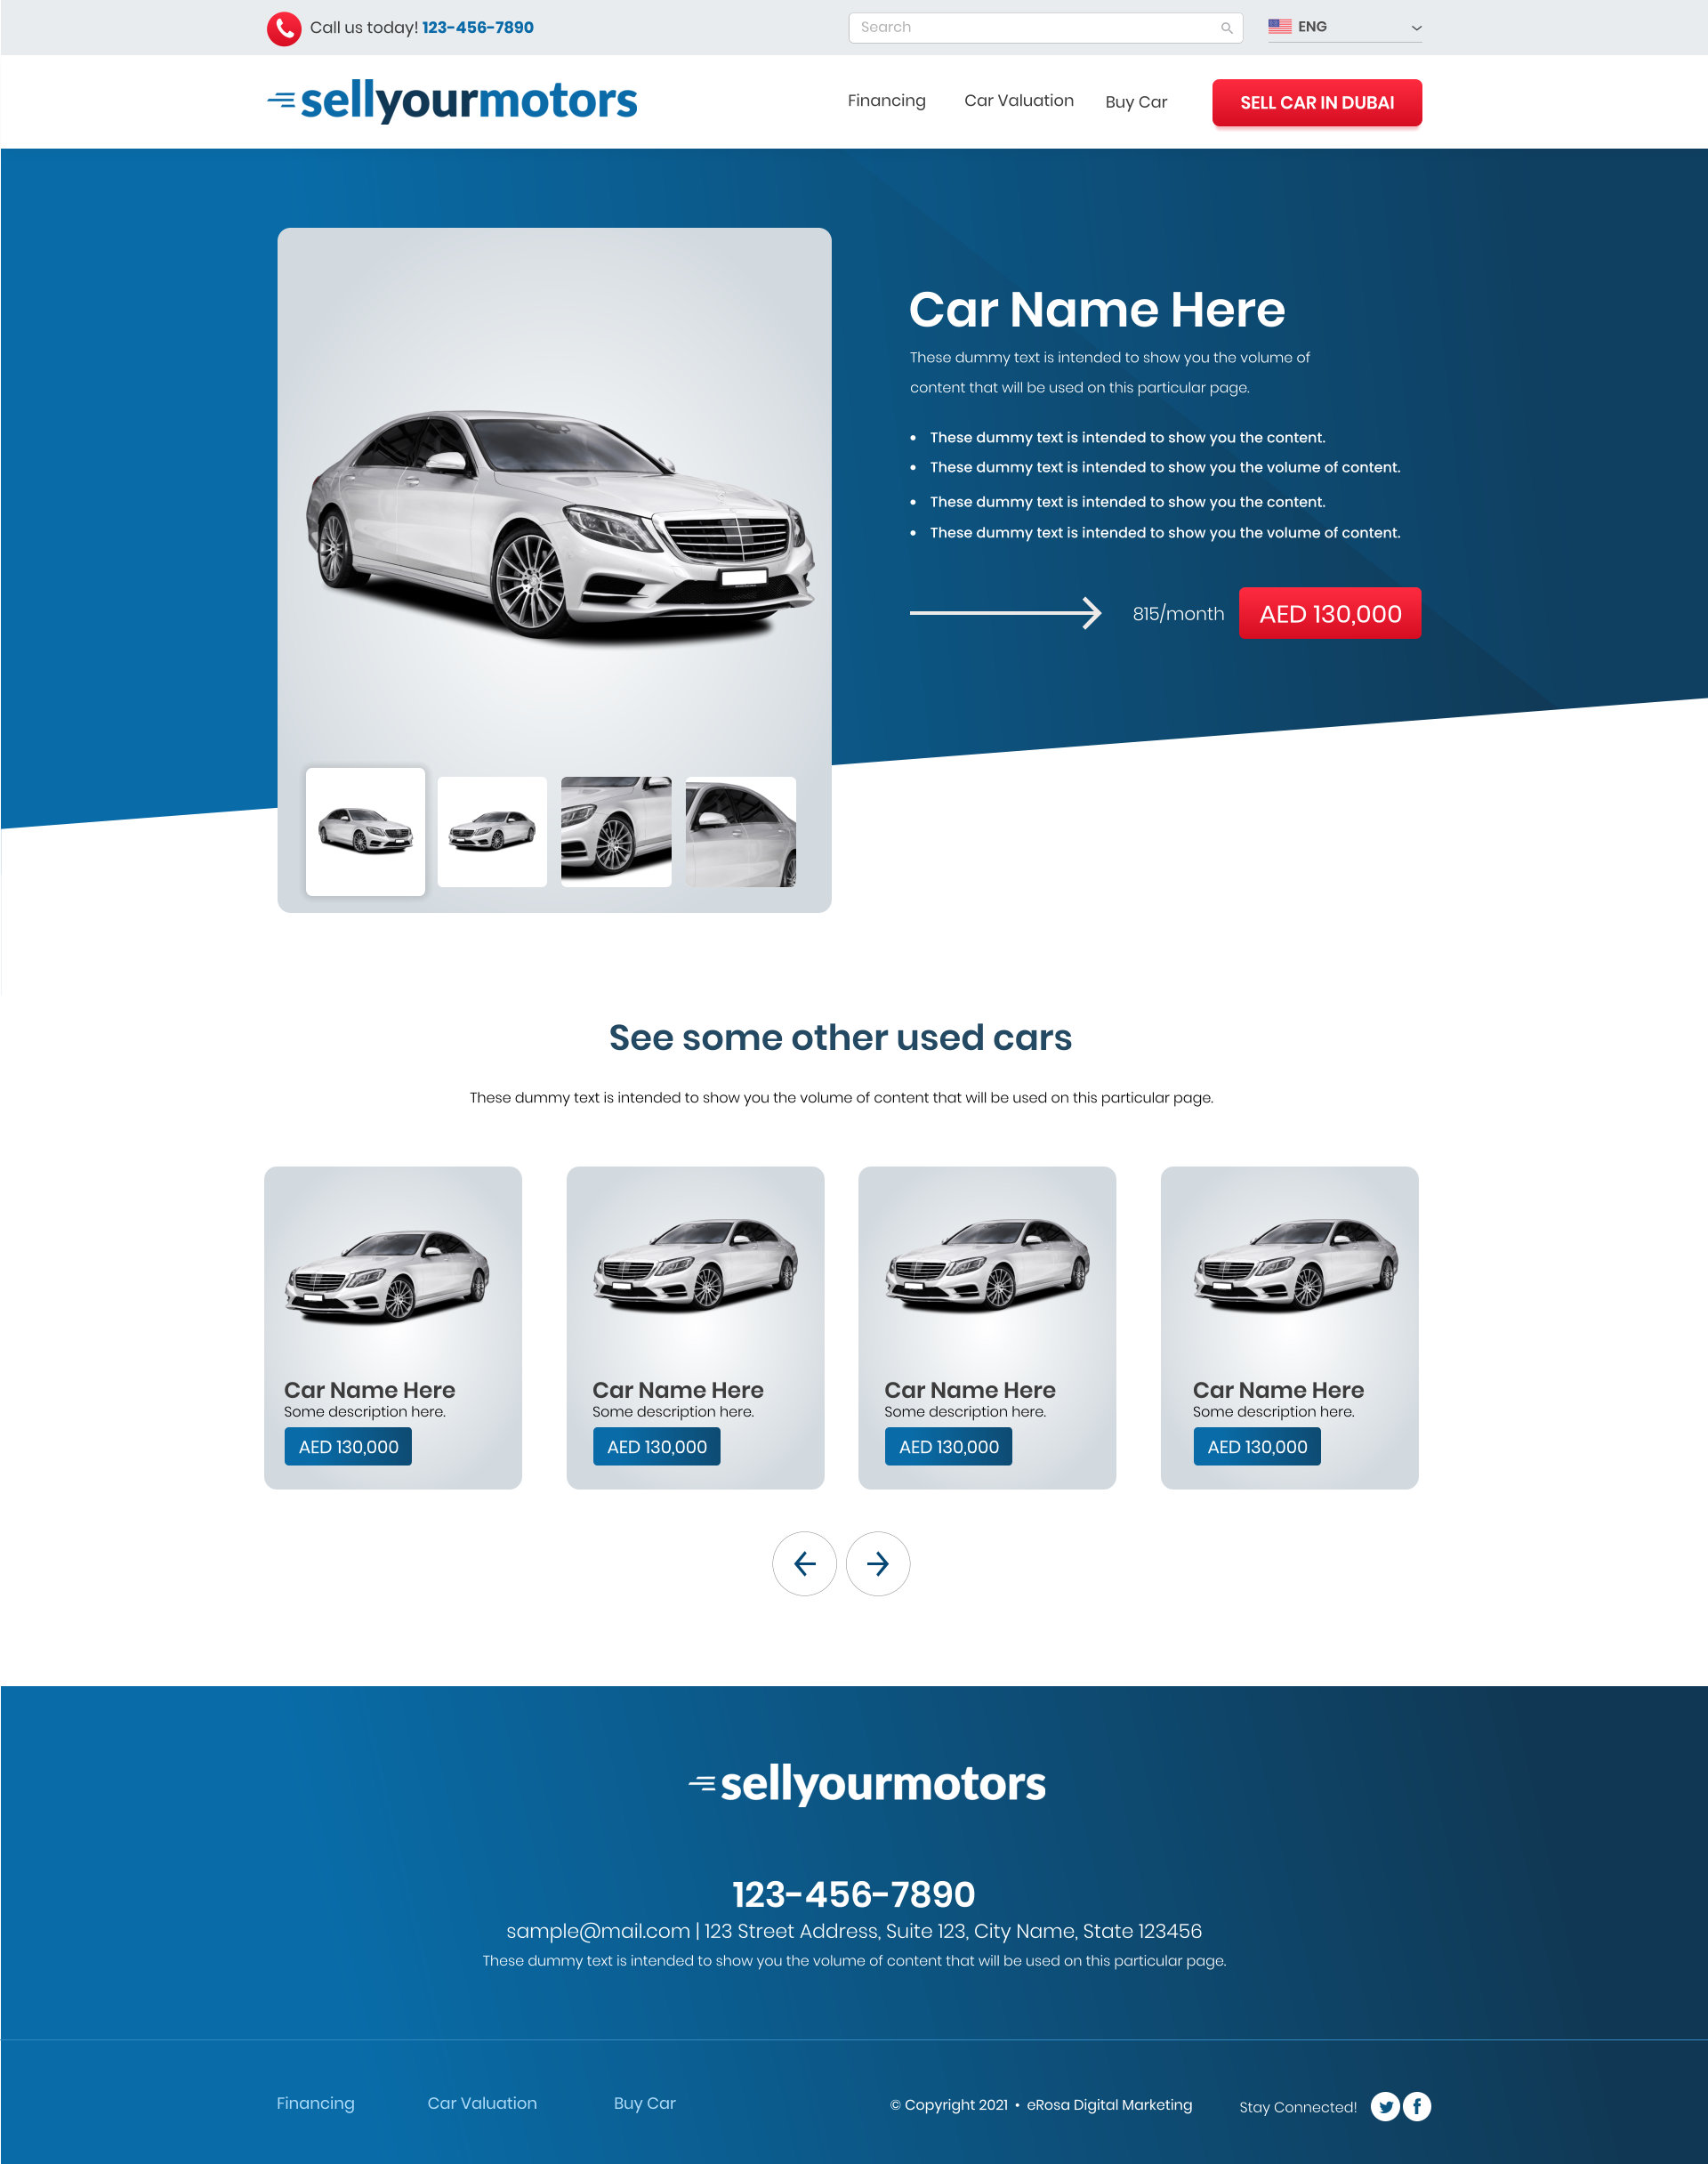 Call us today! 123-456-7890
Search
ENG
sellyourmotors
Financing
Car Valuation
Buy Car
SELL CAR IN DUBAI
Car Name Here
These dummy text is intended to show you the volume of
content that will be used on this particular page.
• These dummy text is intended to show you the content.
• These dummy text is intended to show you the volume of content.
• These dummy text is intended to show you the content.
• These dummy text is intended to show you the volume of content.
815/month
AED 130,000
See some other used cars
These dummy text is intended to show you the volume of content that will be used on this particular page.
Car Name Here
Some description here.
AED 130,000
Car Name Here
Some description here.
AED 130,000
Car Name Here
Some description here.
AED 130,000
Car Name Here
Some description here.
AED 130,000
sellyourmotors
123-456-7890
sample@mail.com | 123 Street Address, Suite 123, City Name, State 123456
These dummy text is intended to show you the volume of content that will be used on this particular page.
Financing
Car Valuation
Buy Car
© Copyright 2021 • eRosa Digital Marketing
Stay Connected!